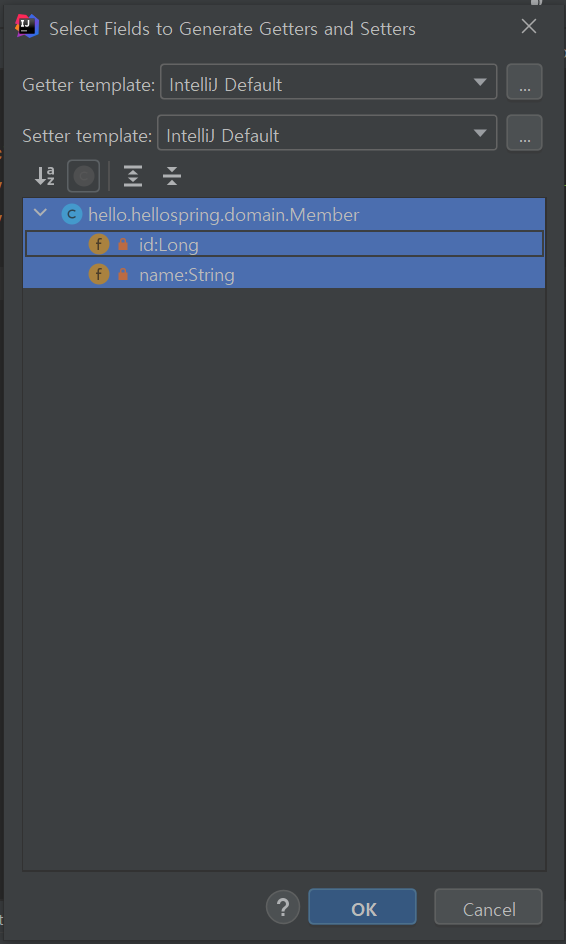 Select Fields to Generate Getters and Setters
Getter template: IntelliJ Default ...
Setter template: IntelliJ Default ...
hello.hellospring.domain.Member
id:Long
name:String
? OK Cancel